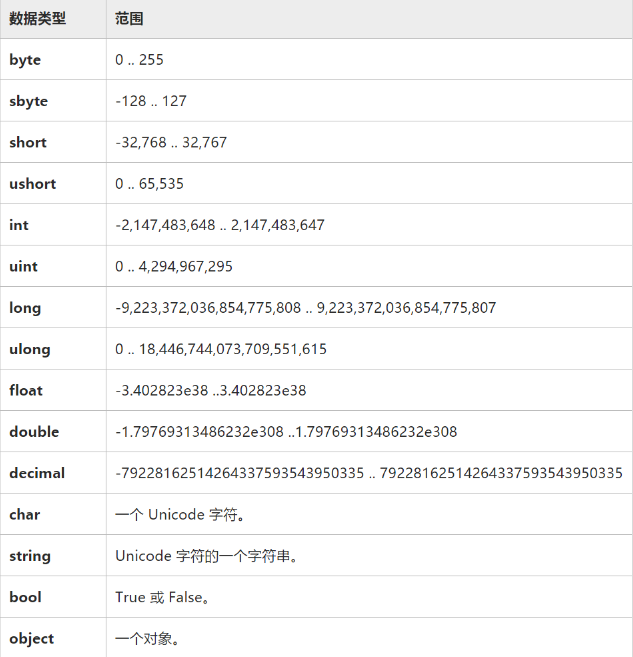 数据类型 范围
byte 0 .. 255
sbyte -128 .. 127
short -32,768 .. 32,767
ushort 0 .. 65,535
int -2,147,483,648 .. 2,147,483,647
uint 0 .. 4,294,967,295
long -9,223,372,036,854,775,808 .. 9,223,372,036,854,775,807
ulong 0 .. 18,446,744,073,709,551,615
float -3.402823e38 ..3.402823e38
double -1.79769313486232e308 ..1.79769313486232e308
decimal -79228162514264337593543950335 .. 79228162514264337593543950335
char 一个 Unicode 字符。
string Unicode 字符的一个字符串。
bool True 或 False。
object 一个对象。